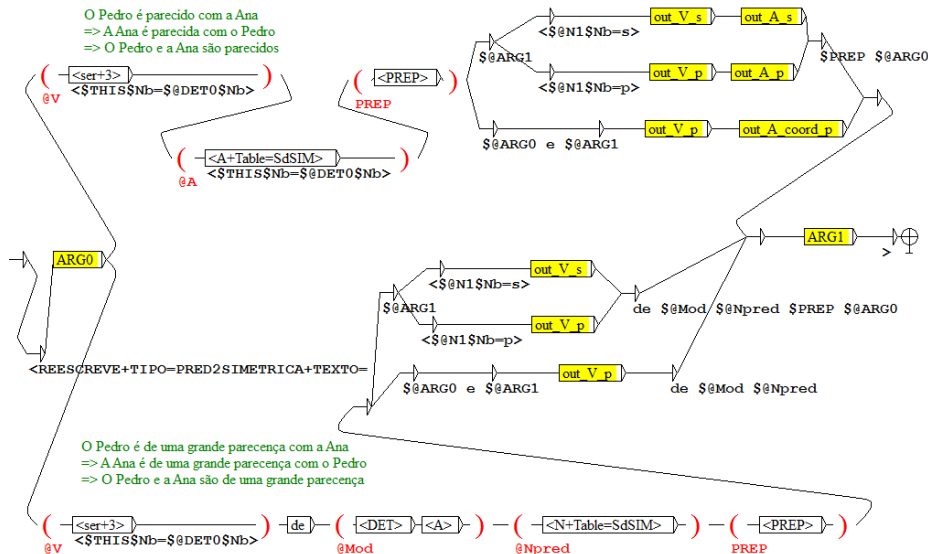 O Pedro é parecido com a Ana
=> A Ana é parecida com o Pedro
=> O Pedro e a Ana são parecidos
<ser+3>
<$THIS$Nb=$@DET0$Nb>
@V
<PREP>
PREP
<A+Table=SdSIM>
<$THIS$Nb=$@DET0$Nb>
@A
$@ARG1
<$@N1$Nb=s>
out_V_s
out_A_s
<$@N1$Nb=p>
out_V_p
out_A_p
$PREP $@ARG0
$@ARG0 e $@ARG1
out_V_p
out_A_coord_p
ARG0
<REESCREVE+TIPO=PRED2SIMETRICA+TEXTO=
$@ARG1
<$@N1$Nb=s>
out_V_s
<$@N1$Nb=p>
out_V_p
de $@Mod $@Npred $PREP $@ARG0
$@ARG0 e $@ARG1
out_V_p
de $@Mod $@Npred
ARG1
>
O Pedro é de uma grande parecença com a Ana
=> A Ana é de uma grande parecença com o Pedro
=> O Pedro e a Ana são de uma grande parecença
<ser+3>
<$THIS$Nb=$@DET0$Nb>
@V
de
<DET>
<A>
@Mod
<N+Table=SdSIM>
@Npred
<PREP>
PREP